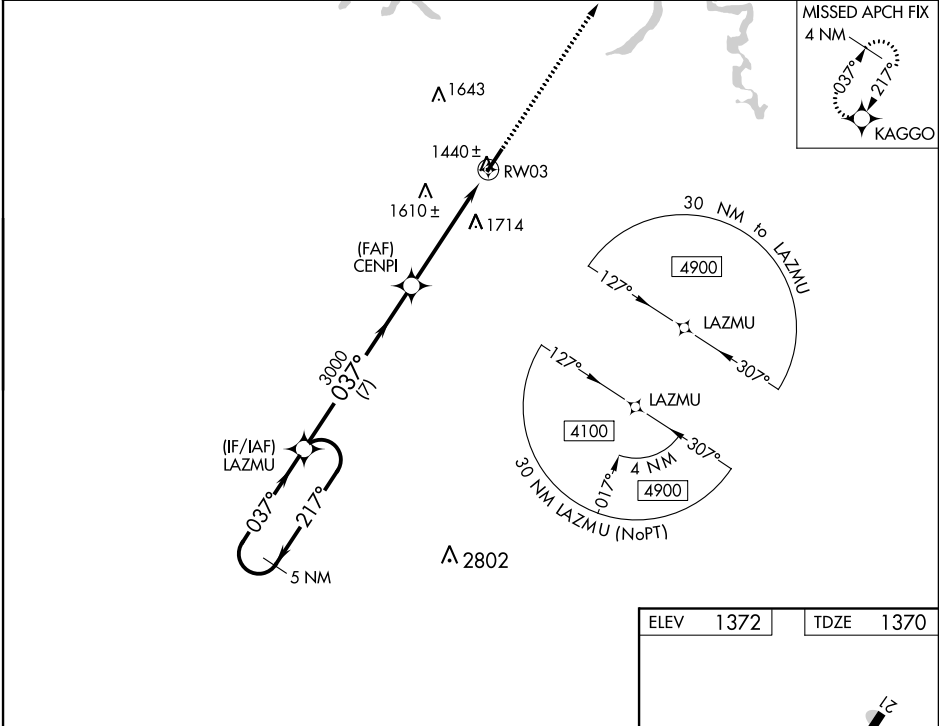 MISSED APCH FIX
4 NM
037°
217°
KAGGO
1643
1440 ±
RW03
1610 ±
1714
(FAF)
CENPI
30 NM to LAZMU
4900
127°
LAZMU
307°
3000
037°
(7)
127°
LAZMU
4100
307°
4 NM
017°
4900
30 NM LAZMU (NoPT)
(IF/IAF)
LAZMU
037°
217°
5 NM
2802
ELEV 1372
TDZE 1370
21